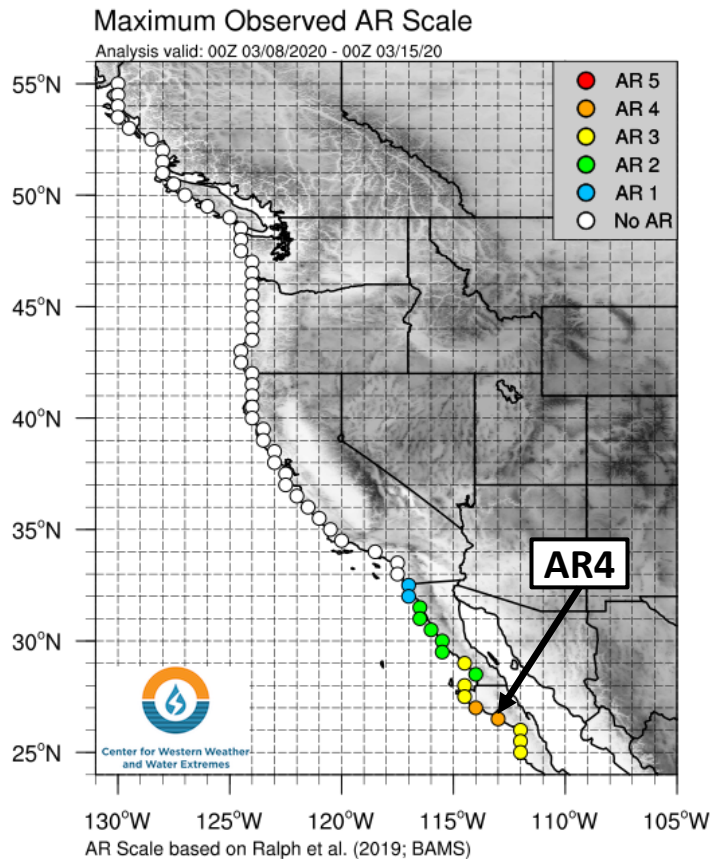 Maximum Observed AR Scale
Analysis valid: 00Z 03/08/2020 - 00Z 03/15/20
AR 5
AR 4
AR 3
AR 2
AR 1
No AR
55°N
50°N
45°N
40°N
35°N
30°N
25°N
AR4
Center for Western Weather
and Water Extremes
130°W
125°W
120°W
115°W
110°W
105°W
AR Scale based on Ralph et al. (2019; BAMS)